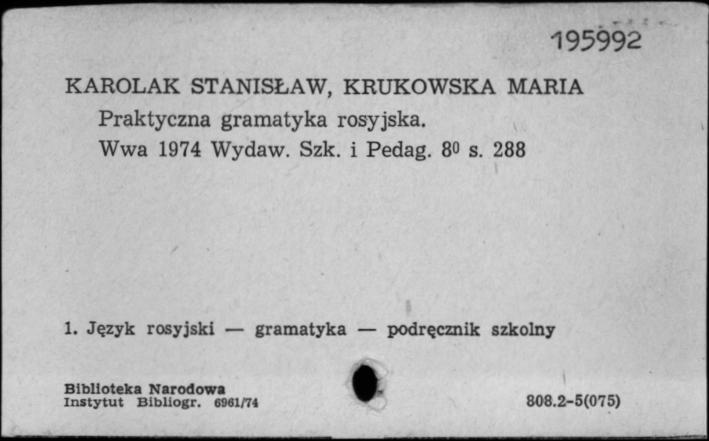 195992
KAROLAK STANISŁAW, KRUKOWSKA MARIA
Praktyczna gramatyka rosyjska.
Wwa 1974 Wydaw. Szk. i Pedag. 8⁰ s. 288
1. Język rosyjski — gramatyka — podręcznik szkolny
Biblioteka Narodowa
Instytut Bibliogr. 6961/74
808.2-5(075)